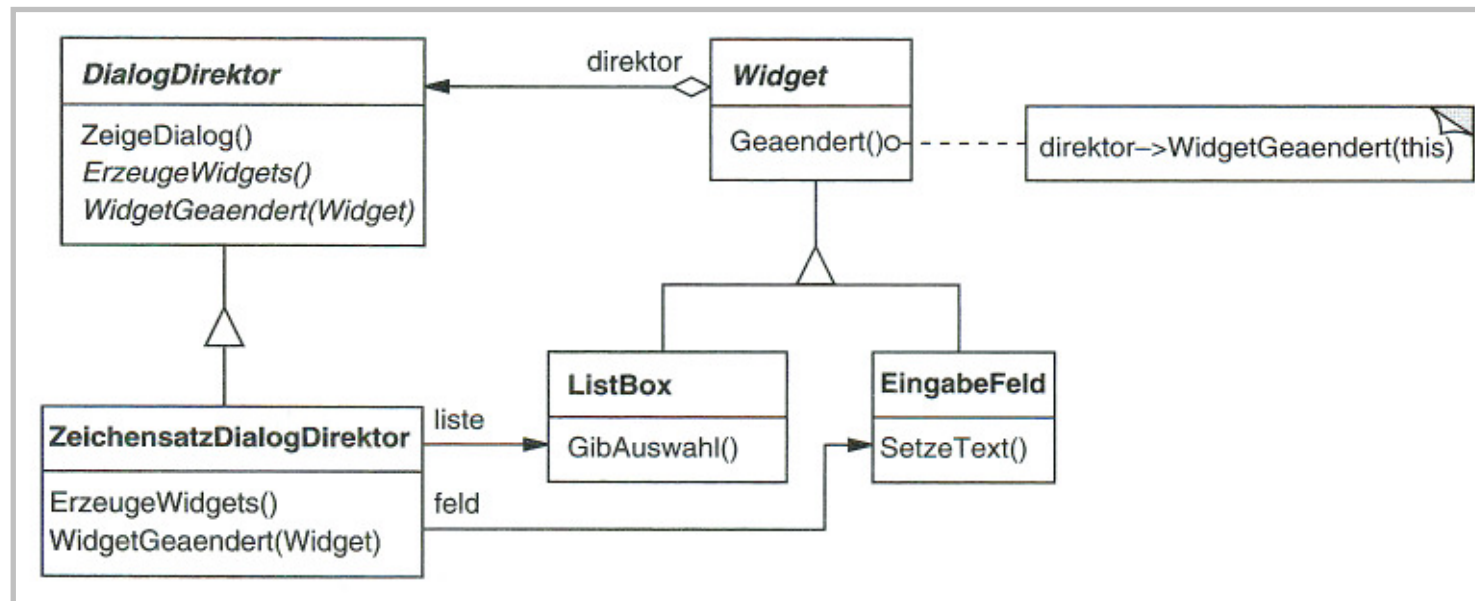 DialogDirektor
ZeigeDialog()
ErzeugeWidgets()
WidgetGeaendert(Widget)
direktor
Widget
Geaendert()
direktor–>WidgetGeaendert(this)
ZeichensatzDialogDirektor
ErzeugeWidgets()
WidgetGeaendert(Widget)
liste
feld
ListBox
GibAuswahl()
EingabeFeld
SetzeText()